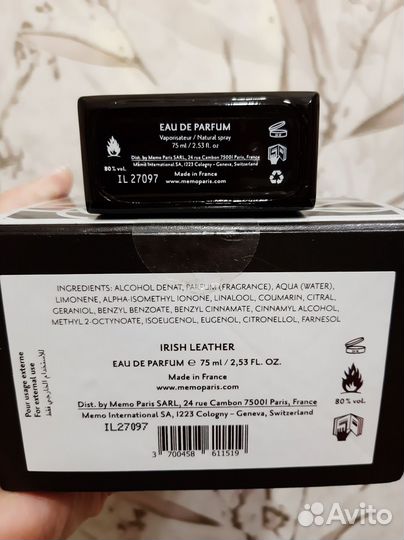 EAU DE PARFUM
Vaporisateur / Natural spray
75 ml / 2.53 fl. oz
Dist. by Memo Paris SARL, 24 rue Cambon 75001 Paris, France
Memo International SA, 1223 Cologny - Geneva, Switzerland
80% vol.
IL 27097
Made in France
www.memoparis.com
INGREDIENTS: ALCOHOL DENAT, PARFUM (FRAGRANCE), AQUA (WATER),
LIMONENE, ALPHA-ISOMETHYL IONONE, LINALOOL, COUMARIN, CITRAL,
GERANIOL, BENZYL BENZOATE, BENZYL CINNAMATE, CINNAMYL ALCOHOL,
METHYL 2-OCTYNOATE, ISOEUGENOL, EUGENOL, CITRONELLOL, FARNESOL
Pour usage externe
For external use
للاستعمال الخارجي فقط
IRISH LEATHER
EAU DE PARFUM ℮ 75 ml / 2,53 FL. OZ.
Made in France
www.memoparis.com
Dist. by Memo Paris SARL, 24 rue Cambon 75001 Paris, France
Memo International SA, 1223 Cologny - Geneva, Switzerland
80% vol.
IL27097
3 700458 611519
Avito